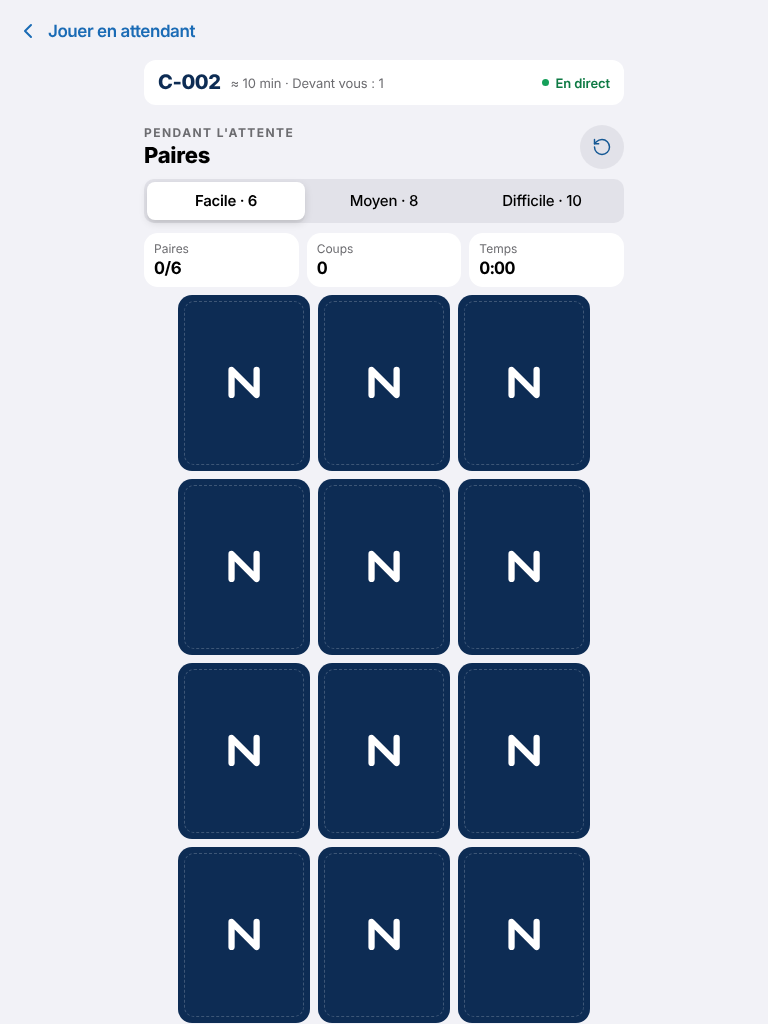 Jouer en attendant
C-002 ≈ 10 min · Devant vous : 1 En direct
PENDANT L'ATTENTE
Paires
Facile · 6 Moyen · 8 Difficile · 10
Paires Coups Temps
0/6 0 0:00
N N N
N N N
N N N
N N N